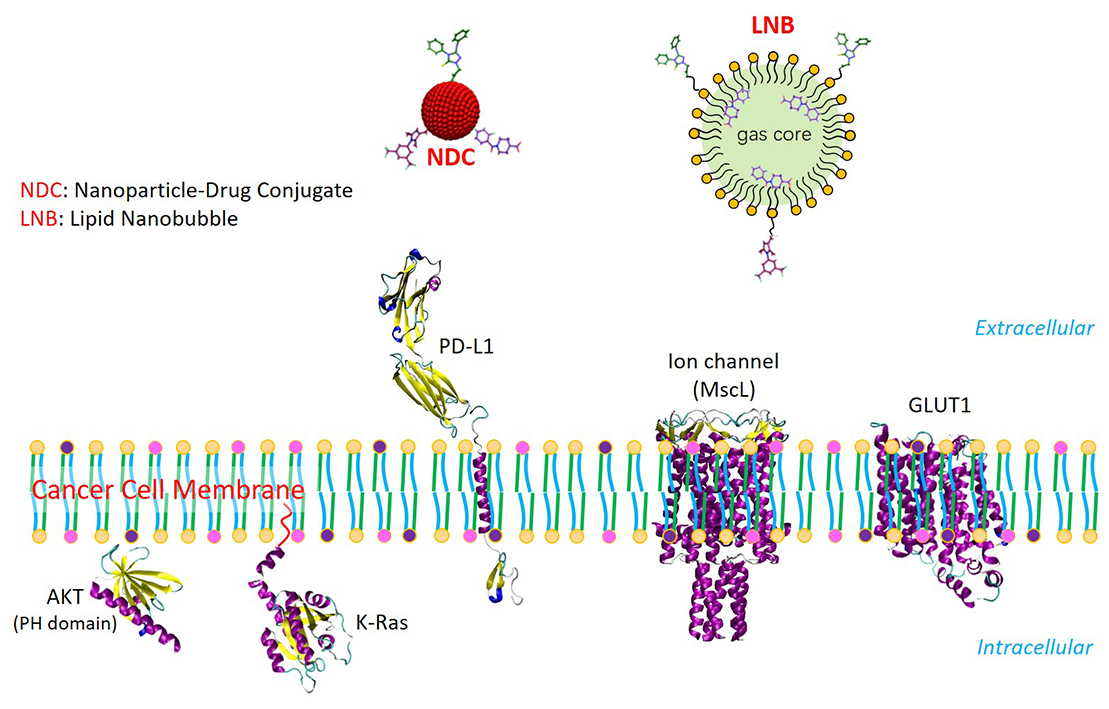 LNB
gas core
NDC
NDC: Nanoparticle-Drug Conjugate
LNB: Lipid Nanobubble
Extracellular
PD-L1
Ion channel
(MscL)
GLUT1
Cancer Cell Membrane
AKT
(PH domain)
K-Ras
Intracellular